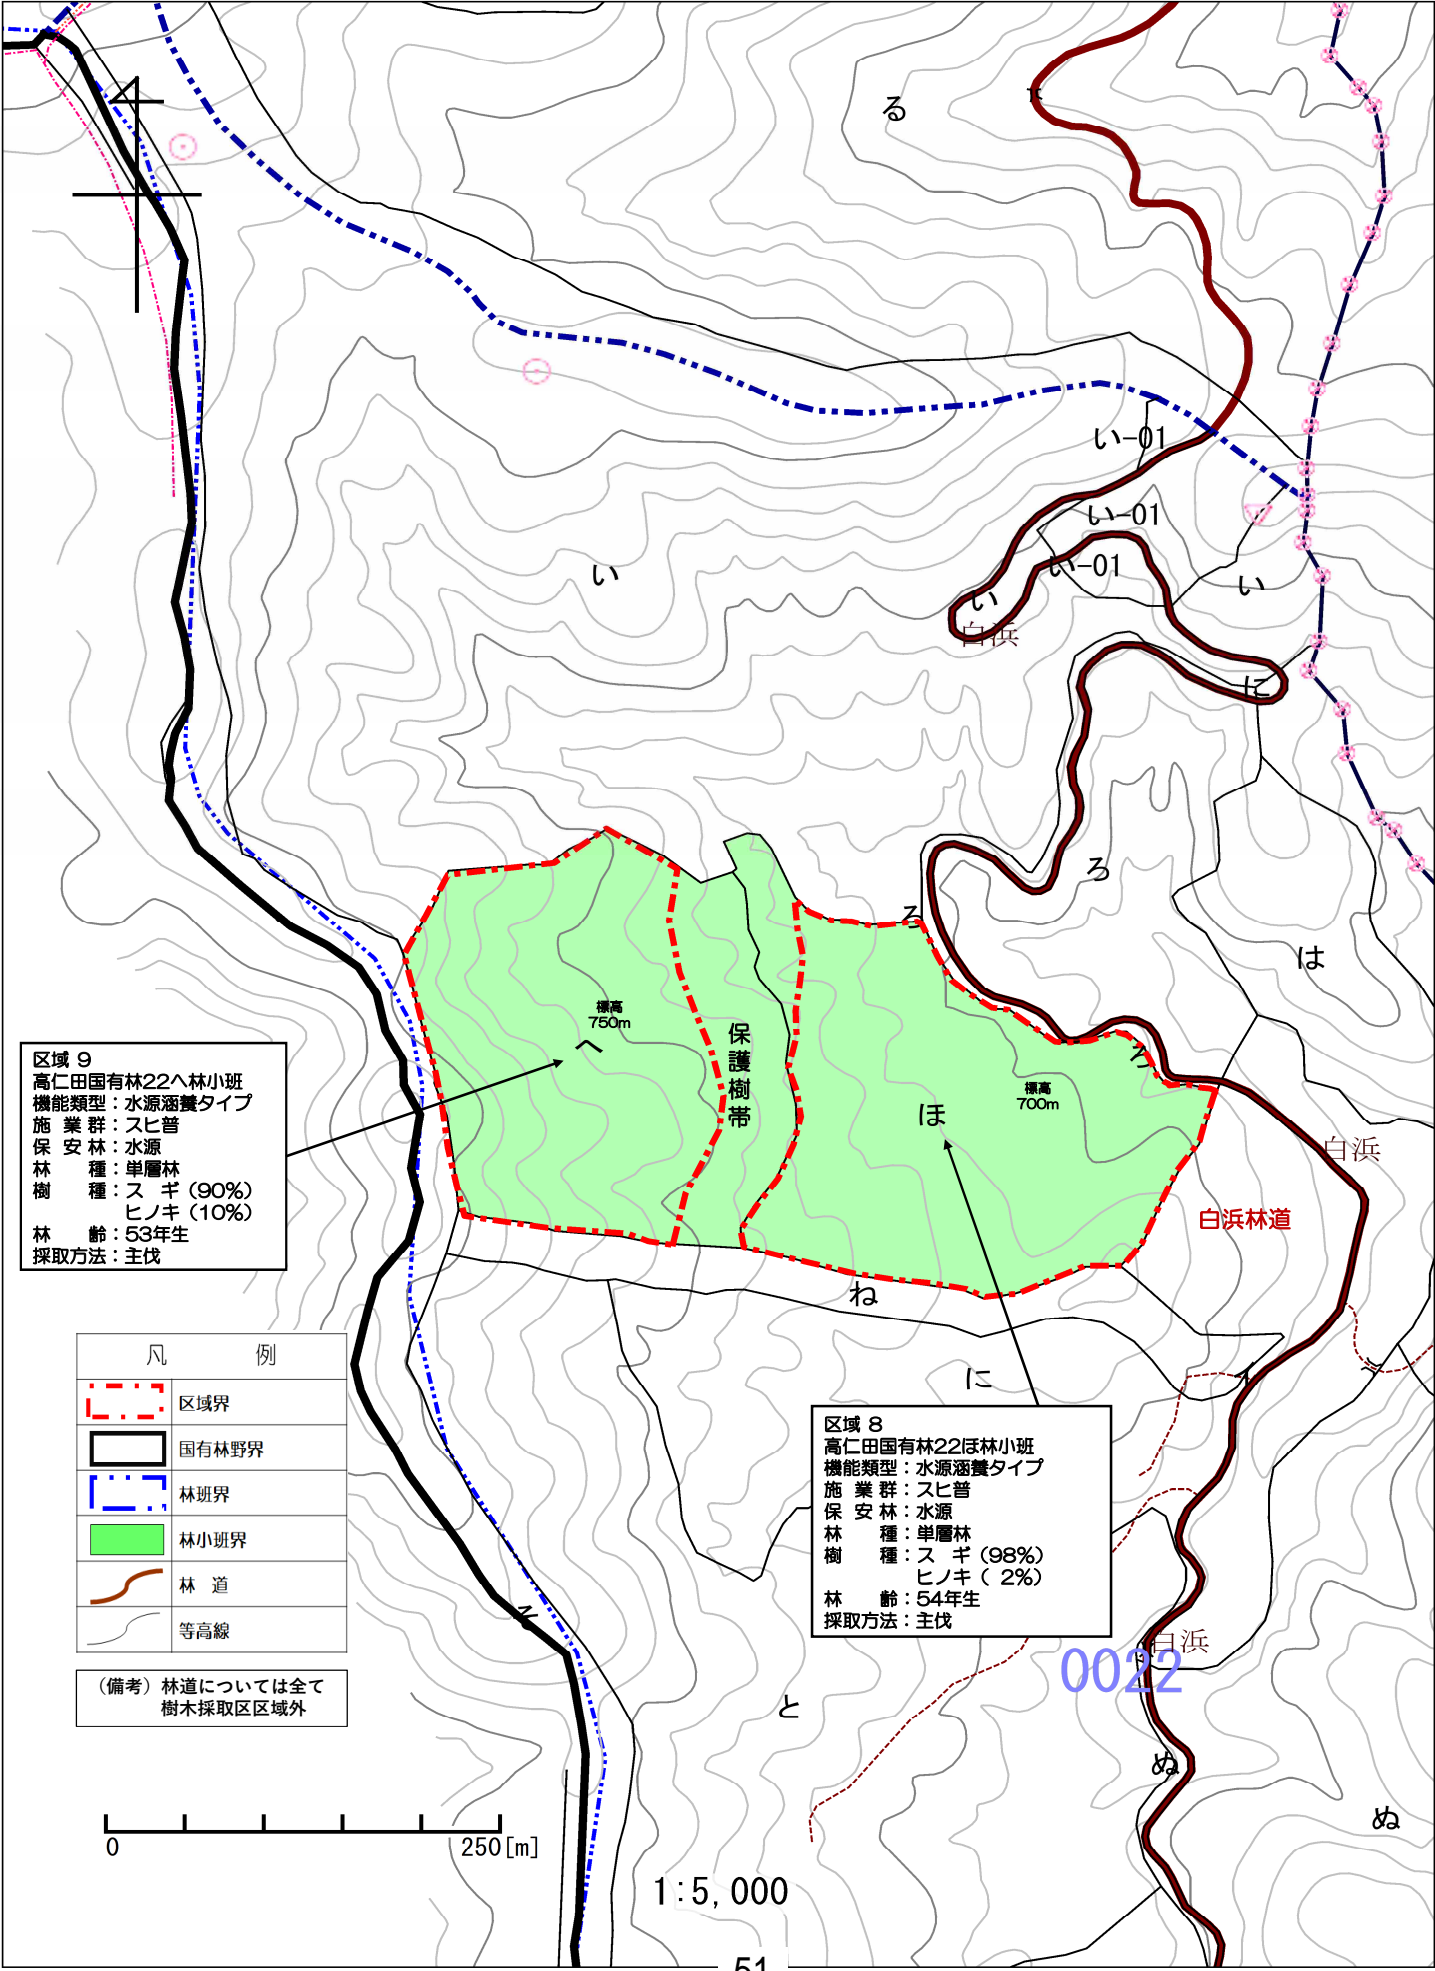 る
い-01
い-01
い-01
い
い
い
白浜
に
ろ
ろ
は
標高
750m
へ
保護樹帯
標高
700m
ほ
ろ
白浜
白浜林道
区域 9
高仁田国有林22へ林小班
機能類型：水源涵養タイプ
施 業 群：スヒ普
保 安 林：水源
林　　種：単層林
樹　　種：ス　ギ（90%）
ヒノキ（10%）
林　　齢：53年生
採取方法：主伐
ね
に
イ
凡　例
区域界
国有林野界
林班界
林小班界
林　道
等高線
（備考）林道については全て
樹木採取区区域外
区域 8
高仁田国有林22ほ林小班
機能類型：水源涵養タイプ
施 業 群：スヒ普
保 安 林：水源
林　　種：単層林
樹　　種：ス　ギ（98%）
ヒノキ（ 2%）
林　　齢：54年生
採取方法：主伐
白浜
0022
と
ぬ
ぬ
0　250[m]
1:5,000
51